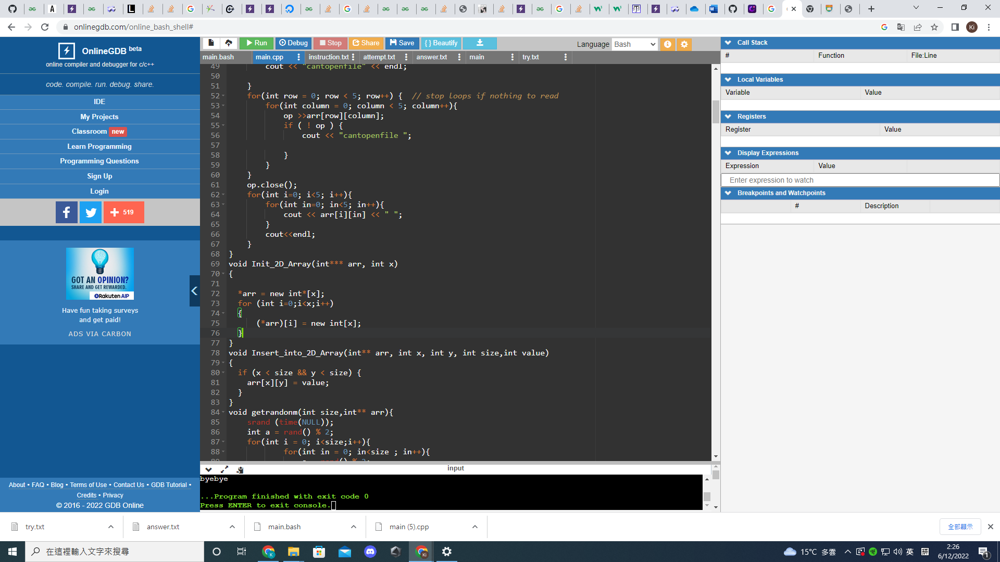 onlinegdb.com/online_bash_shell#
Ki
OnlineGDB beta
online compiler and debugger for c/c++
code. compile. run. debug. share.
IDE
My Projects
Classroom new
Learn Programming
Programming Questions
Sign Up
Login
519
GOT AN OPINION?
SHARE AND GET REWARDED.
Rakuten AIP
Have fun taking surveys
and get paid!
ADS VIA CARBON
About • FAQ • Blog • Terms of Use • Contact Us • GDB Tutorial •
Credits • Privacy
© 2016 - 2022 GDB Online
Run
Debug
Stop
Share
Save
{ } Beautify
Language Bash
main.bash
main.cpp
instruction.txt
attempt.txt
answer.txt
main
try.txt
49 cout << "cantopenfile" << endl;
50
51 }
52 for(int row = 0; row < 5; row++) { // stop loops if nothing to read
53 for(int column = 0; column < 5; column++){
54 op >>arr[row][column];
55 if ( ! op ) {
56 cout << "cantopenfile ";
57
58 }
59 }
60 }
61 op.close();
62 for(int i=0; i<5; i++){
63 for(int in=0; in<5; in++){
64 cout << arr[i][in] << " ";
65 }
66 cout<<endl;
67 }
68 }
69 void Init_2D_Array(int*** arr, int x)
70 {
71
72 *arr = new int*[x];
73 for (int i=0;i<x;i++)
74 {
75 (*arr)[i] = new int[x];
76 }
77 }
78 void Insert_into_2D_Array(int** arr, int x, int y, int size,int value)
79 {
80 if (x < size && y < size) {
81 arr[x][y] = value;
82 }
83 }
84 void getrandonm(int size,int** arr){
85 srand (time(NULL));
86 int a = rand() % 2;
87 for(int i = 0; i<size;i++){
88 for(int in = 0; in<size ; in++){
input
byebye
...Program finished with exit code 0
Press ENTER to exit console.
Call Stack
# Function File:Line
Local Variables
Variable Value
Registers
Register Value
Display Expressions
Expression Value
Enter expression to watch
Breakpoints and Watchpoints
# Description
try.txt
answer.txt
main.bash
main (5).cpp
全部顯示
在這裡輸入文字來搜尋
15°C 多雲
英
2:26
6/12/2022
1